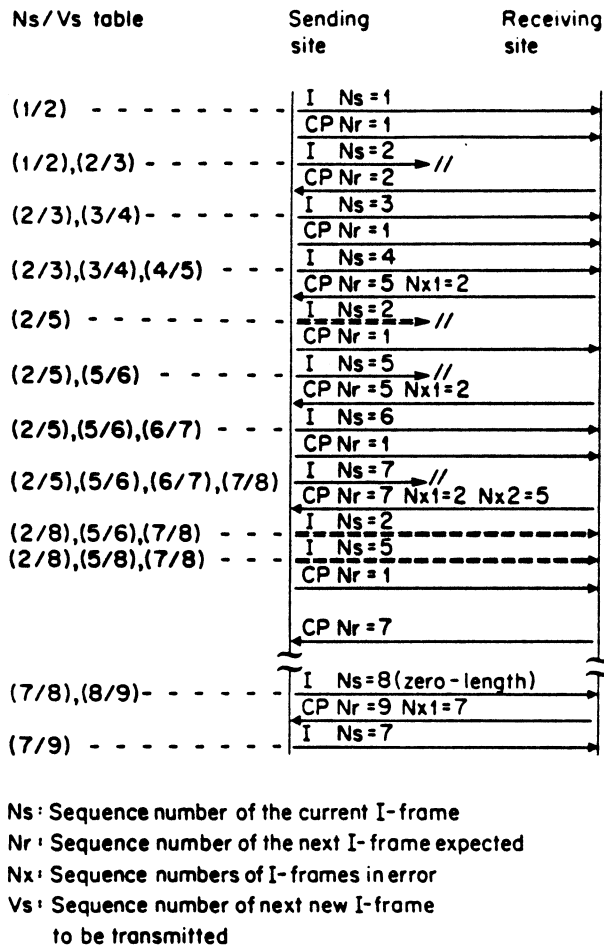 Ns/Vs table Sending site Receiving site
I Ns=1
(1/2)
CP Nr=1
I Ns=2
(1/2),(2/3)
CP Nr=2
I Ns=3
(2/3),(3/4)
CP Nr=1
I Ns=4
(2/3),(3/4),(4/5)
CP Nr=5 Nx1=2
I Ns=2
(2/5)
CP Nr=1
I Ns=5
(2/5),(5/6)
CP Nr=5 Nx1=2
I Ns=6
(2/5),(5/6),(6/7)
CP Nr=1
I Ns=7
(2/5),(5/6),(6/7),(7/8)
CP Nr=7 Nx1=2 Nx2=5
I Ns=2
(2/8),(5/6),(7/8)
I Ns=5
(2/8),(5/8),(7/8)
CP Nr=1
CP Nr=7
I Ns=8(zero-length)
(7/8),(8/9)
CP Nr=9 Nx1=7
I Ns=7
(7/9)
Ns: Sequence number of the current I-frame
Nr: Sequence number of the next I-frame expected
Nx: Sequence numbers of I-frames in error
Vs: Sequence number of next new I-frame
to be transmitted